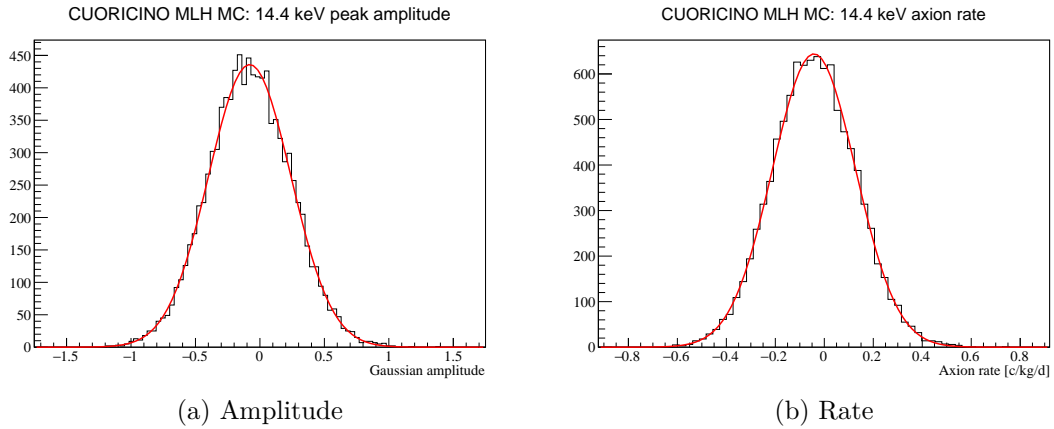 CUORICINO MLH MC: 14.4 keV peak amplitude
450
400
350
300
250
200
150
100
50
0
−1.5 −1 −0.5 0 0.5 1 1.5
Gaussian amplitude
(a) Amplitude
CUORICINO MLH MC: 14.4 keV axion rate
600
500
400
300
200
100
0
−0.8 −0.6 −0.4 −0.2 0 0.2 0.4 0.6 0.8
Axion rate [c/kg/d]
(b) Rate